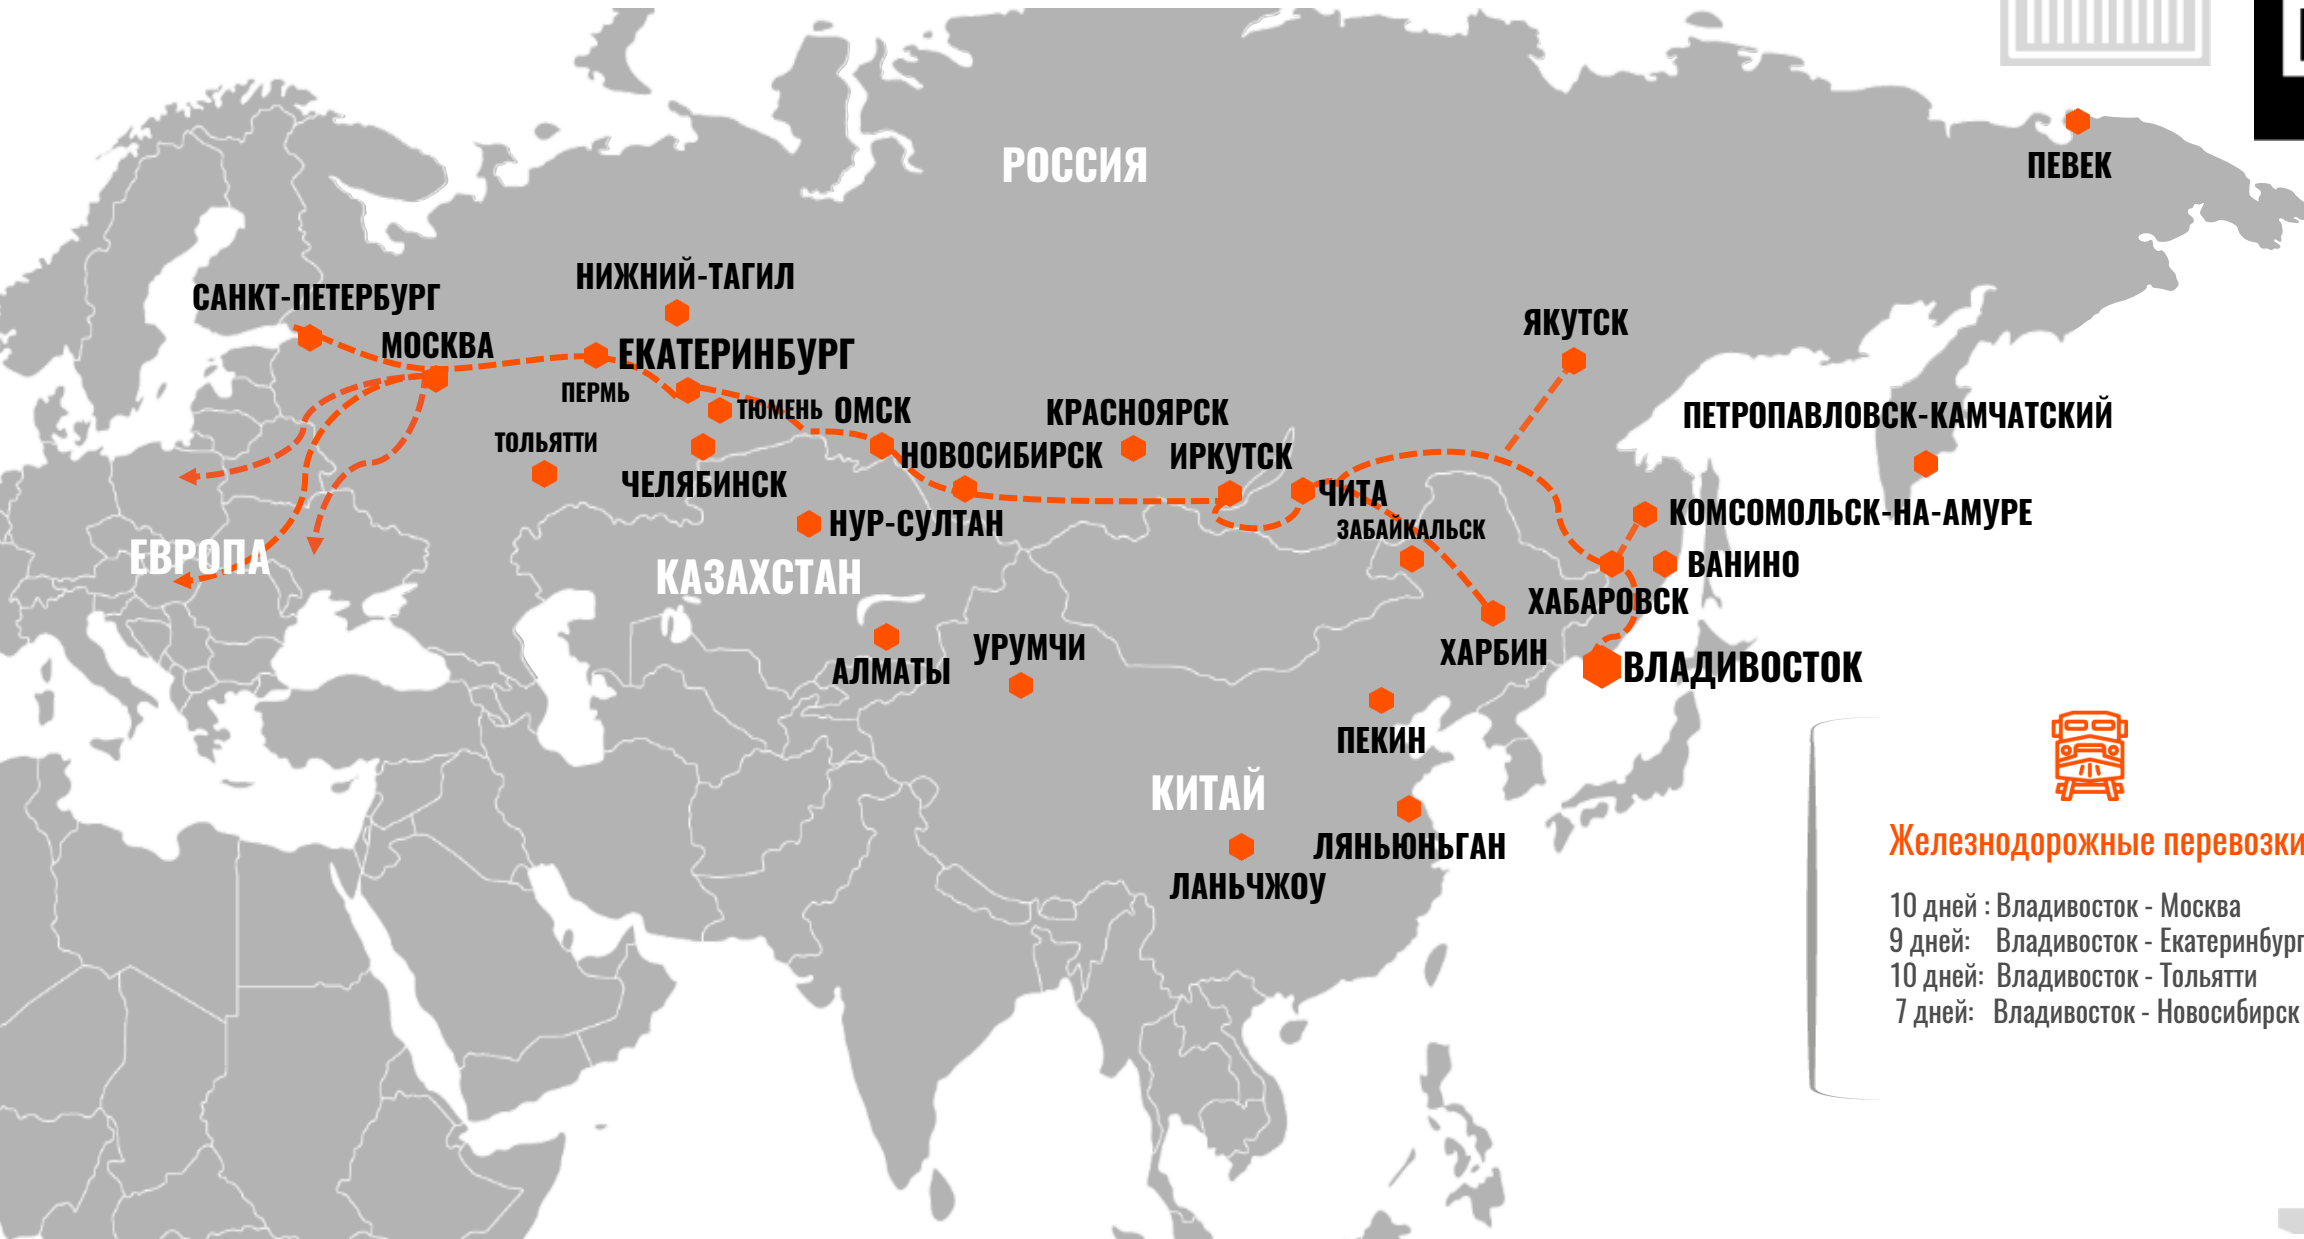 РОССИЯ
ПЕВЕК
НИЖНИЙ-ТАГИЛ
САНКТ-ПЕТЕРБУРГ
МОСКВА
ЕКАТЕРИНБУРГ
ЯКУТСК
ПЕРМЬ
ТЮМЕНЬ
ОМСК
КРАСНОЯРСК
ПЕТРОПАВЛОВСК-КАМЧАТСКИЙ
ТОЛЬЯТТИ
НОВОСИБИРСК
ИРКУТСК
ЧЕЛЯБИНСК
ЧИТА
НУР-СУЛТАН
ЗАБАЙКАЛЬСК
КОМСОМОЛЬСК-НА-АМУРЕ
ЕВРОПА
КАЗАХСТАН
ВАНИНО
ХАБАРОВСК
УРУМЧИ
ХАРБИН
АЛМАТЫ
ВЛАДИВОСТОК
ПЕКИН
КИТАЙ
ЛЯНЬЮНЬГАН
ЛАНЬЧЖОУ
Железнодорожные перевозки
10 дней : Владивосток - Москва
9 дней: Владивосток - Екатеринбург
10 дней: Владивосток - Тольятти
7 дней: Владивосток - Новосибирск